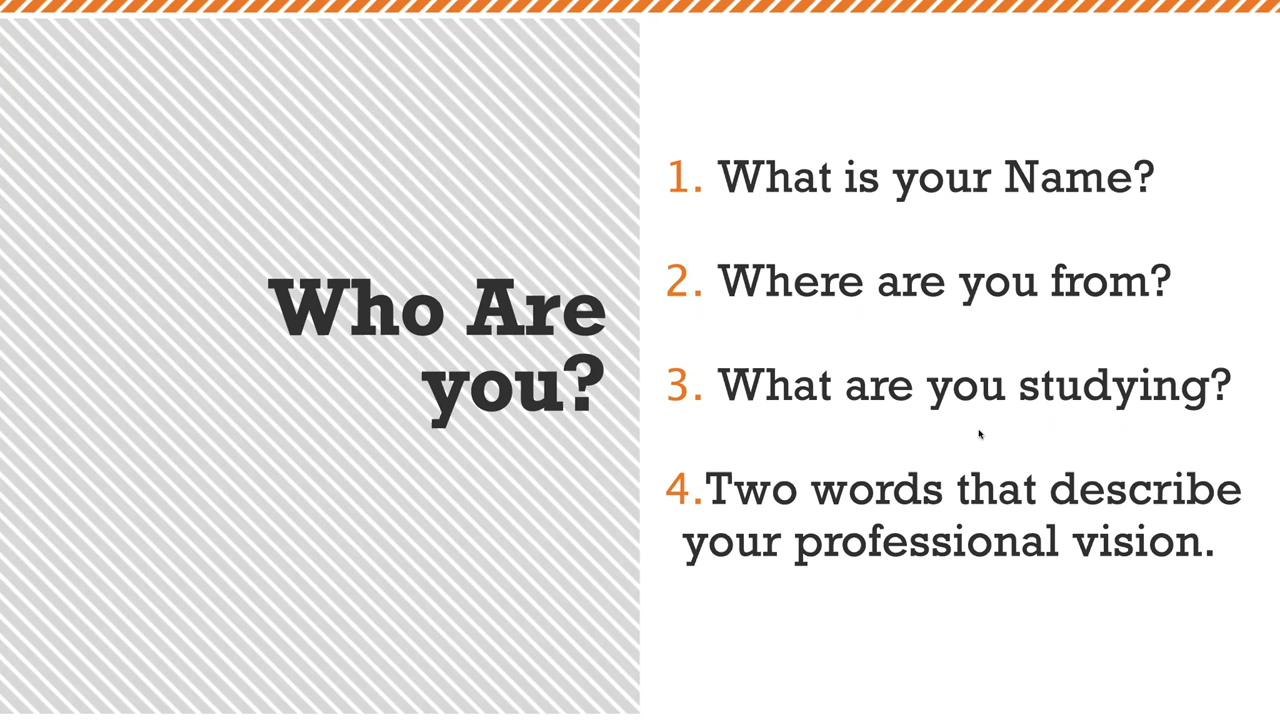 Who Are
you?
1. What is your Name?
2. Where are you from?
3. What are you studying?
4.Two words that describe
your professional vision.